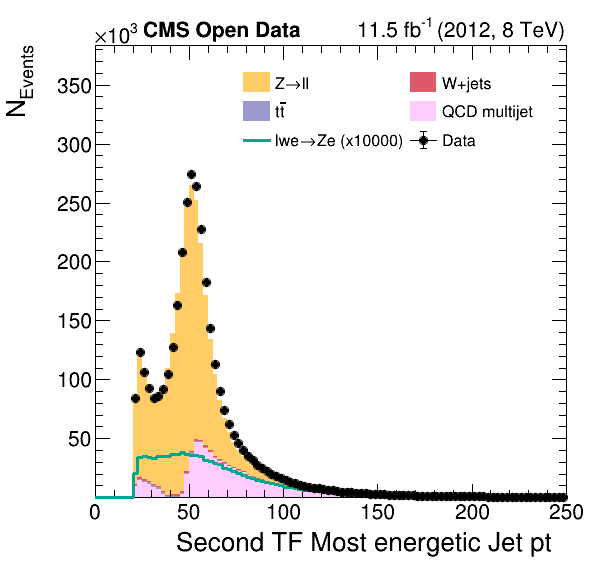 ×10³ CMS Open Data 11.5 fb⁻¹ (2012, 8 TeV)
N_Events
350
300
250
200
150
100
50
Z→ll W+jets
tt̄ QCD multijet
lwe→Ze (x10000) Data
0 50 100 150 200 250
Second TF Most energetic Jet pt